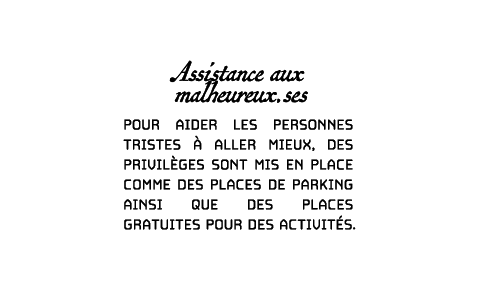 Assistance aux
malheureux.ses
POUR AIDER LES PERSONNES
TRISTES À ALLER MIEUX, DES
PRIVILÈGES SONT MIS EN PLACE
COMME DES PLACES DE PARKING
AINSI QUE DES PLACES
GRATUITES POUR DES ACTIVITÉS.